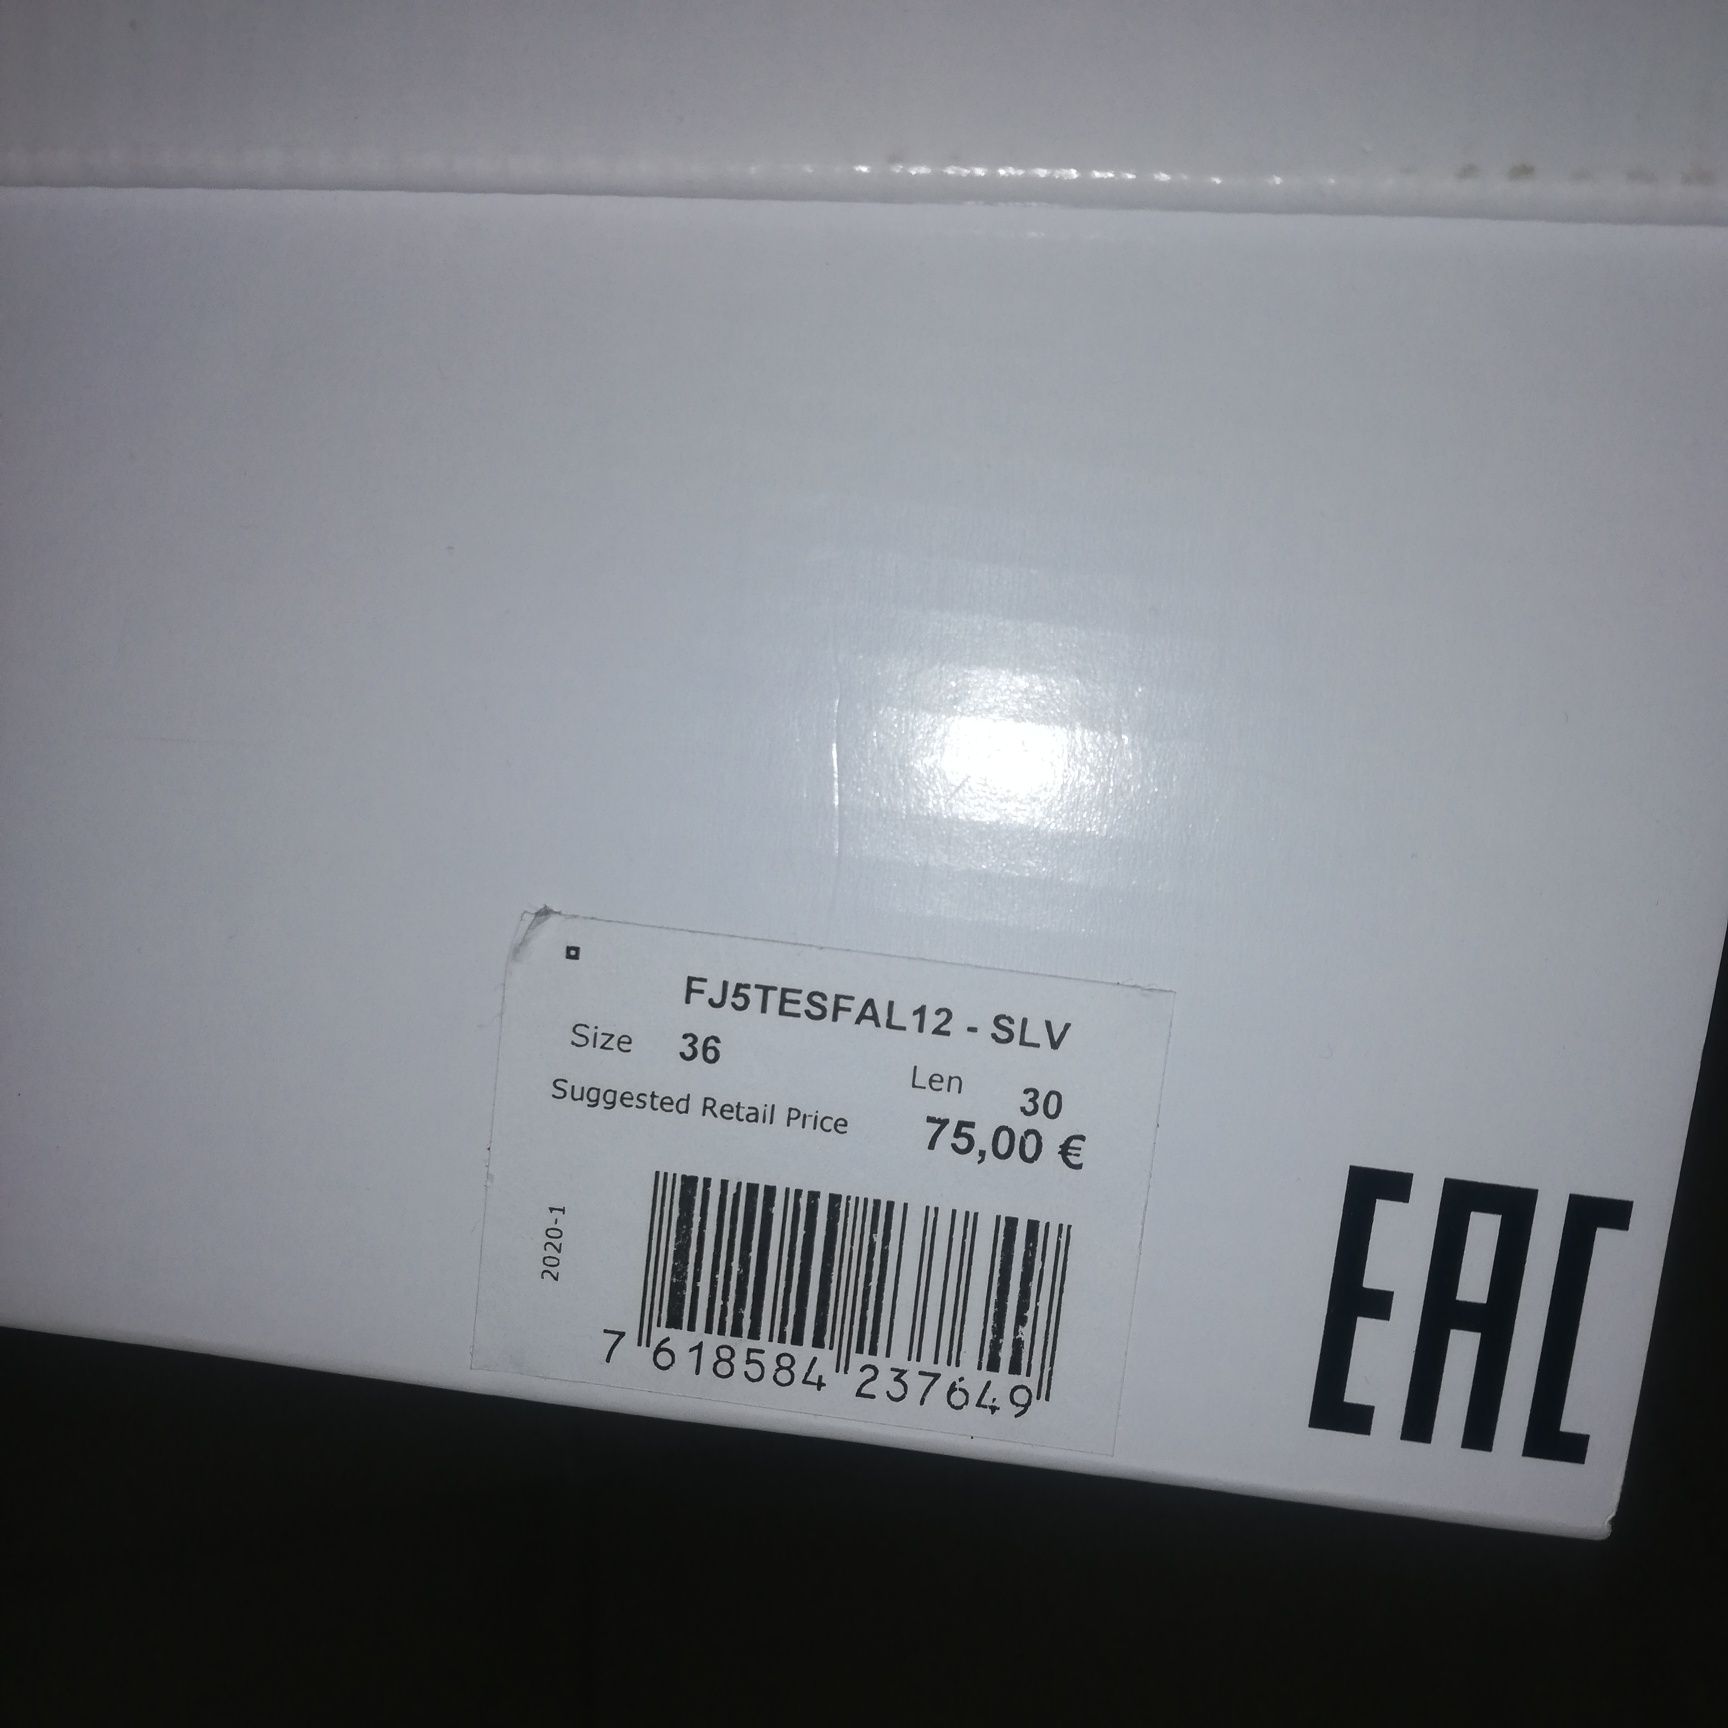 FJ5TESFAL12 - SLV
Size 36 Len 30
Suggested Retail Price 75,00 €
2020-1
7 618584 237649
EAC